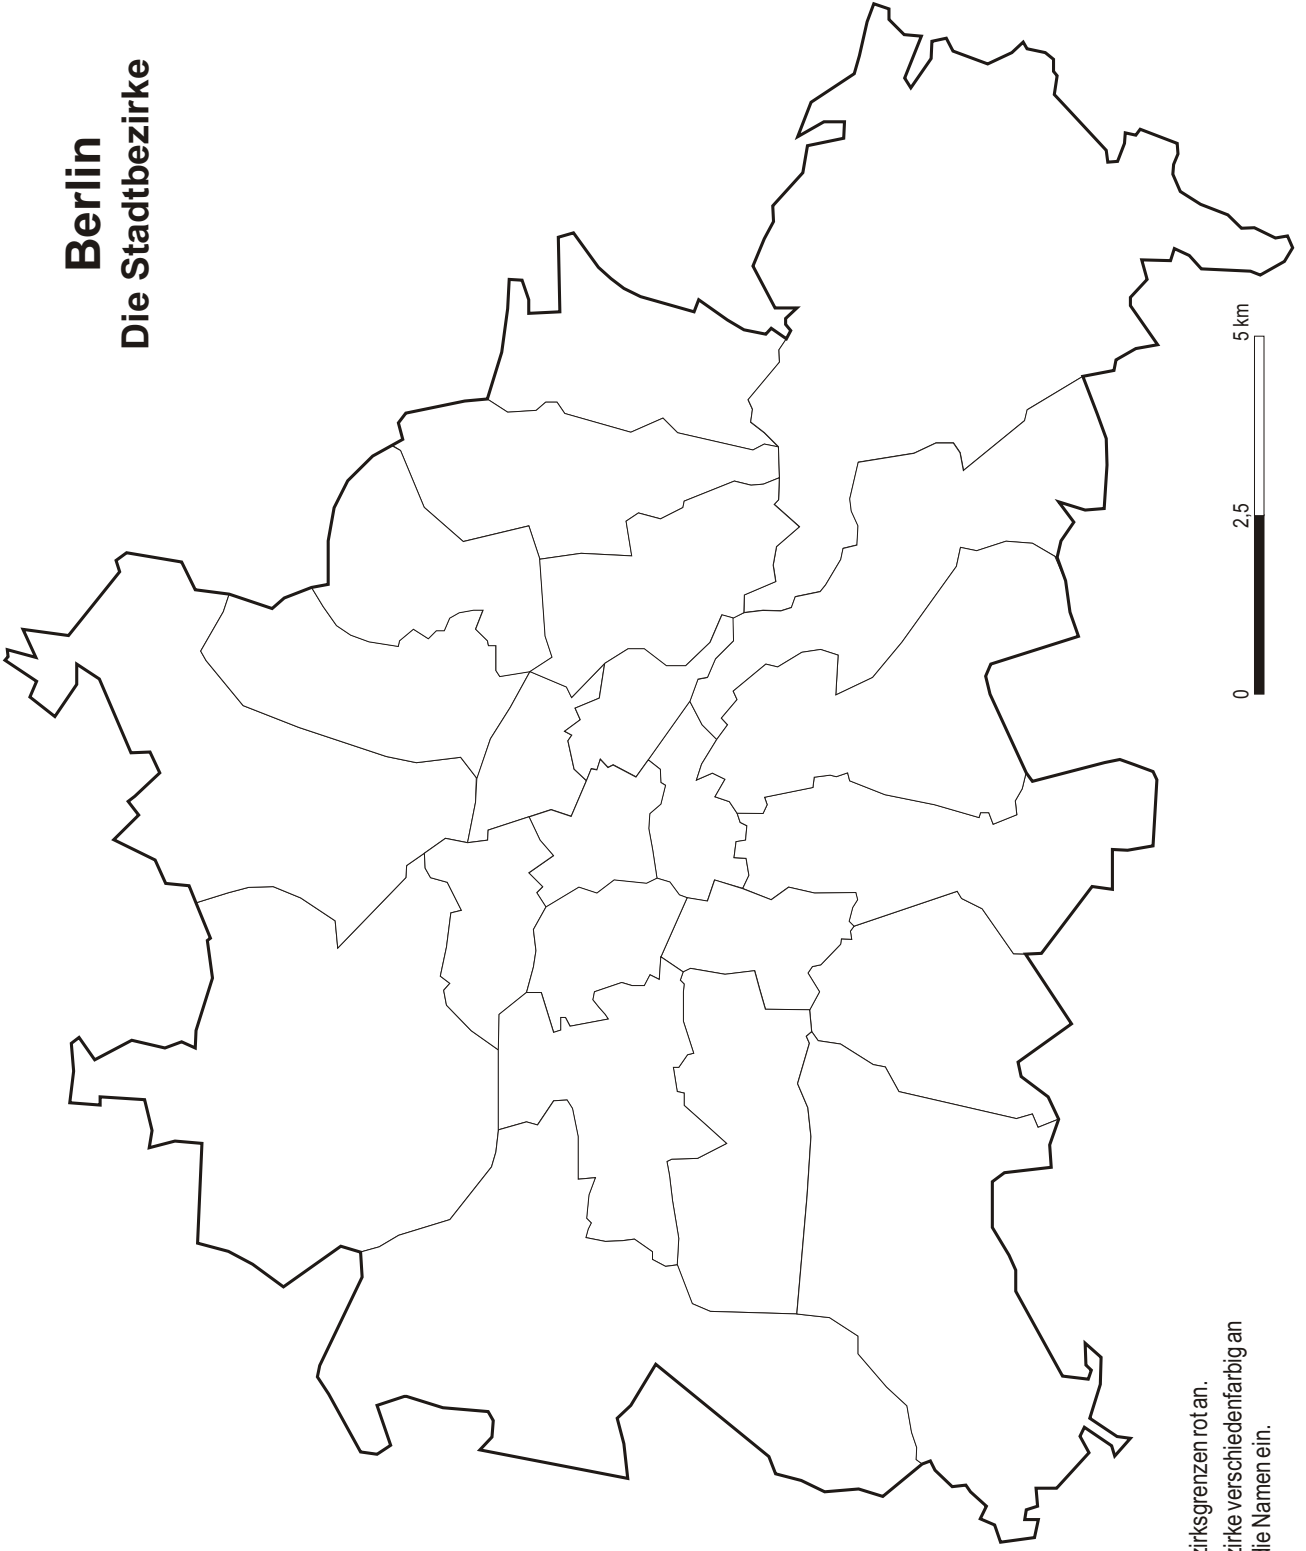 Berlin
Die Stadtbezirke
0 2,5 5 km
zirksgrenzen rot an.
zirke verschiedenfarbig an
die Namen ein.